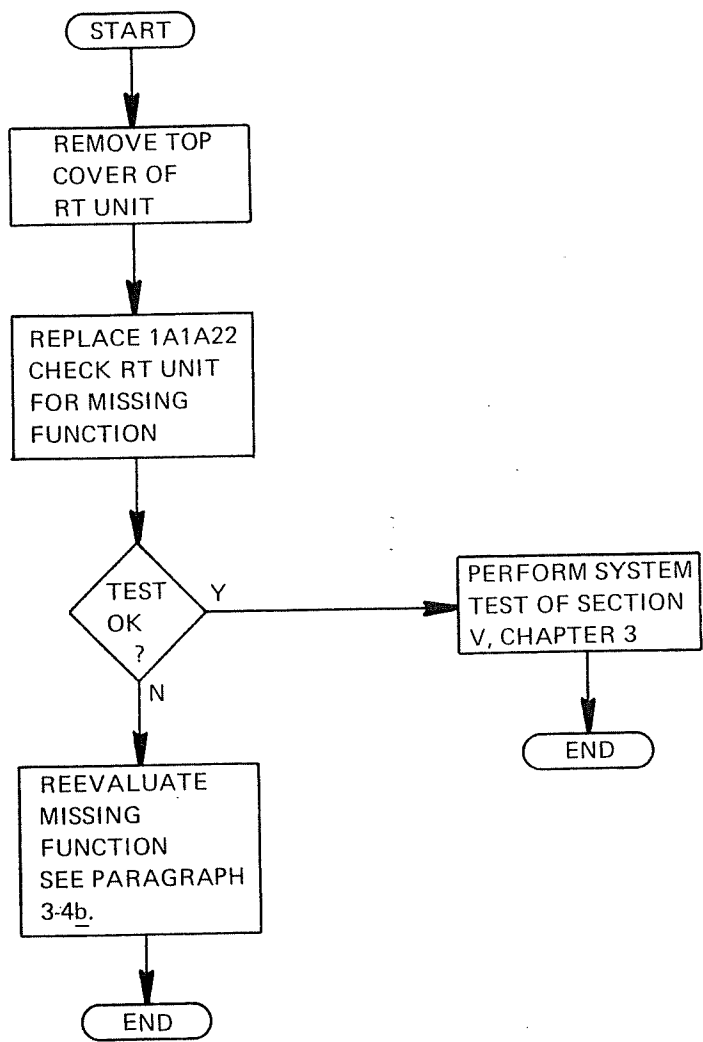 START
REMOVE TOP
COVER OF
RT UNIT
REPLACE 1A1A22
CHECK RT UNIT
FOR MISSING
FUNCTION
TEST
OK
?
Y
PERFORM SYSTEM
TEST OF SECTION
V, CHAPTER 3
END
N
REEVALUATE
MISSING
FUNCTION
SEE PARAGRAPH
3-4b.
END